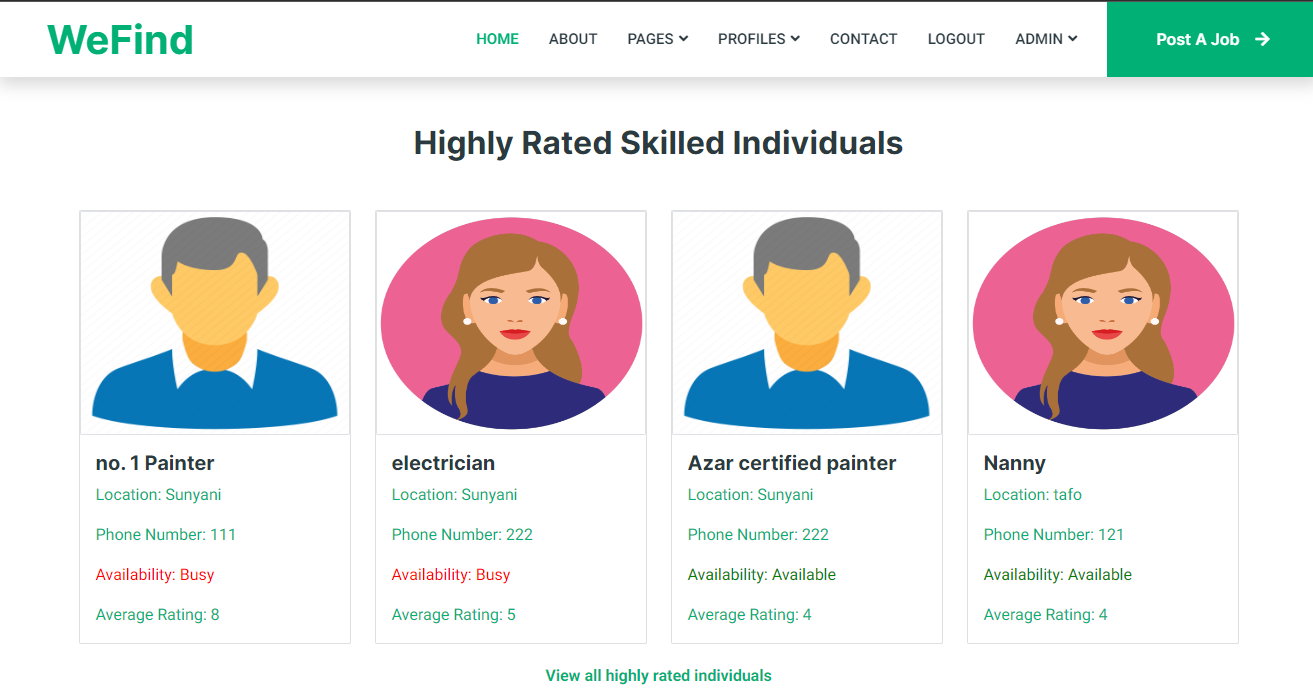 WeFind
HOME ABOUT PAGES PROFILES CONTACT LOGOUT ADMIN Post A Job
Highly Rated Skilled Individuals
no. 1 Painter
Location: Sunyani
Phone Number: 111
Availability: Busy
Average Rating: 8
electrician
Location: Sunyani
Phone Number: 222
Availability: Busy
Average Rating: 5
Azar certified painter
Location: Sunyani
Phone Number: 222
Availability: Available
Average Rating: 4
Nanny
Location: tafo
Phone Number: 121
Availability: Available
Average Rating: 4
View all highly rated individuals